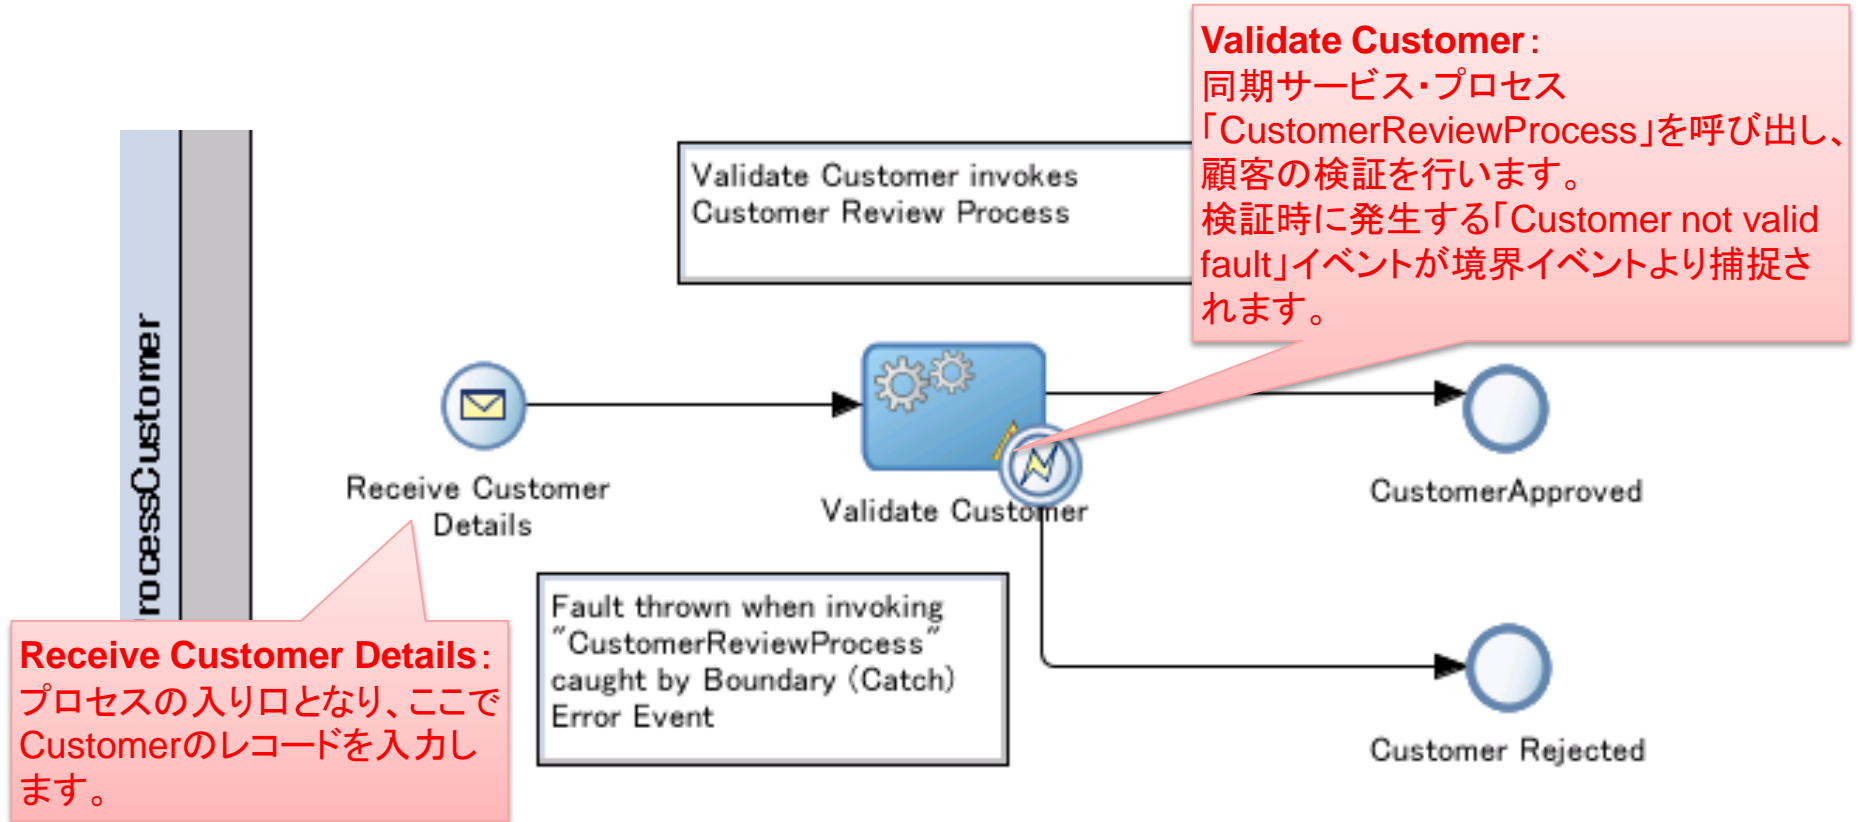 Validate Customer：
同期サービス・プロセス
「CustomerReviewProcess」を呼び出し、
顧客の検証を行います。
検証時に発生する「Customer not valid
fault」イベントが境界イベントより捕捉さ
れます。
Validate Customer invokes
Customer Review Process
rocessCustomer
Receive Customer
Details
Validate Customer
CustomerApproved
Fault thrown when invoking
"CustomerReviewProcess"
caught by Boundary (Catch)
Error Event
Customer Rejected
Receive Customer Details：
プロセスの入り口となり、ここで
Customerのレコードを入力し
ます。